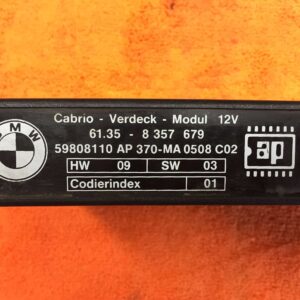 BMW
Cabrio - Verdeck - Modul 12V
61.35 - 8 357 679
59808110 AP 370-MA 0508 C02
HW 09 SW 03
Codierindex 01
ap